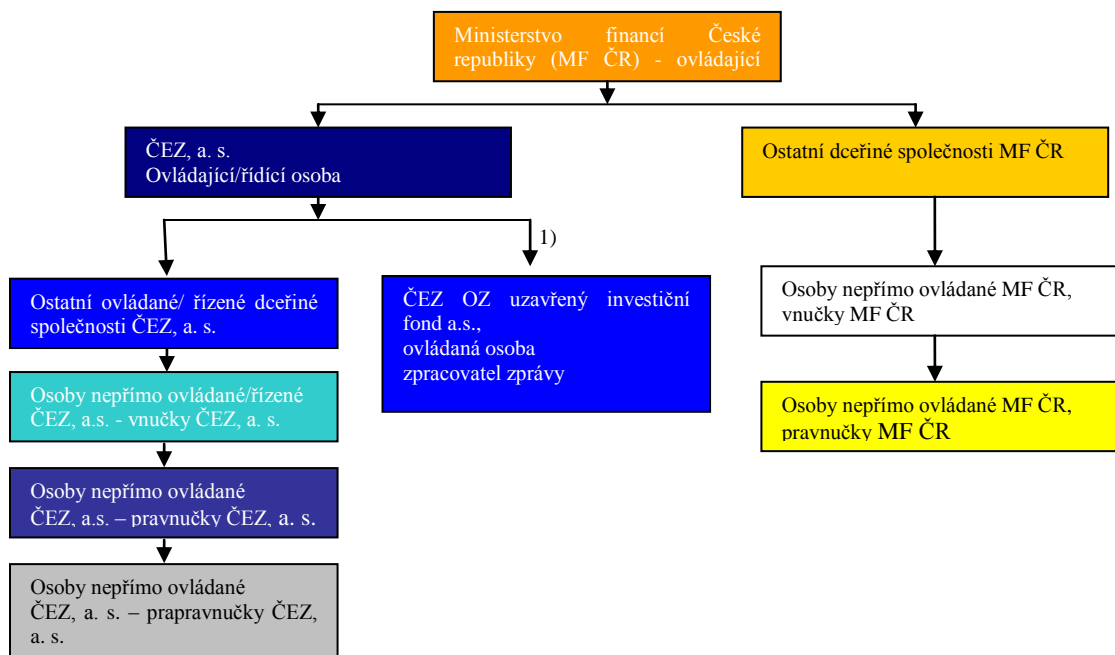 Ministerstvo financí České
republiky (MF ČR) - ovládající
ČEZ, a. s.
Ovládající/řídící osoba
Ostatní dceřiné společnosti MF ČR
1)
Ostatní ovládané/ řízené dceřiné
společnosti ČEZ, a. s.
ČEZ OZ uzavřený investiční
fond a.s.,
ovládaná osoba
zpracovatel zprávy
Osoby nepřímo ovládané MF ČR,
vnučky MF ČR
Osoby nepřímo ovládané/řízené
ČEZ, a.s. - vnučky ČEZ, a. s.
Osoby nepřímo ovládané MF ČR,
pravnučky MF ČR
Osoby nepřímo ovládané
ČEZ, a.s. – pravnučky ČEZ, a. s.
Osoby nepřímo ovládané
ČEZ, a. s. – prapravnučky ČEZ,
a. s.